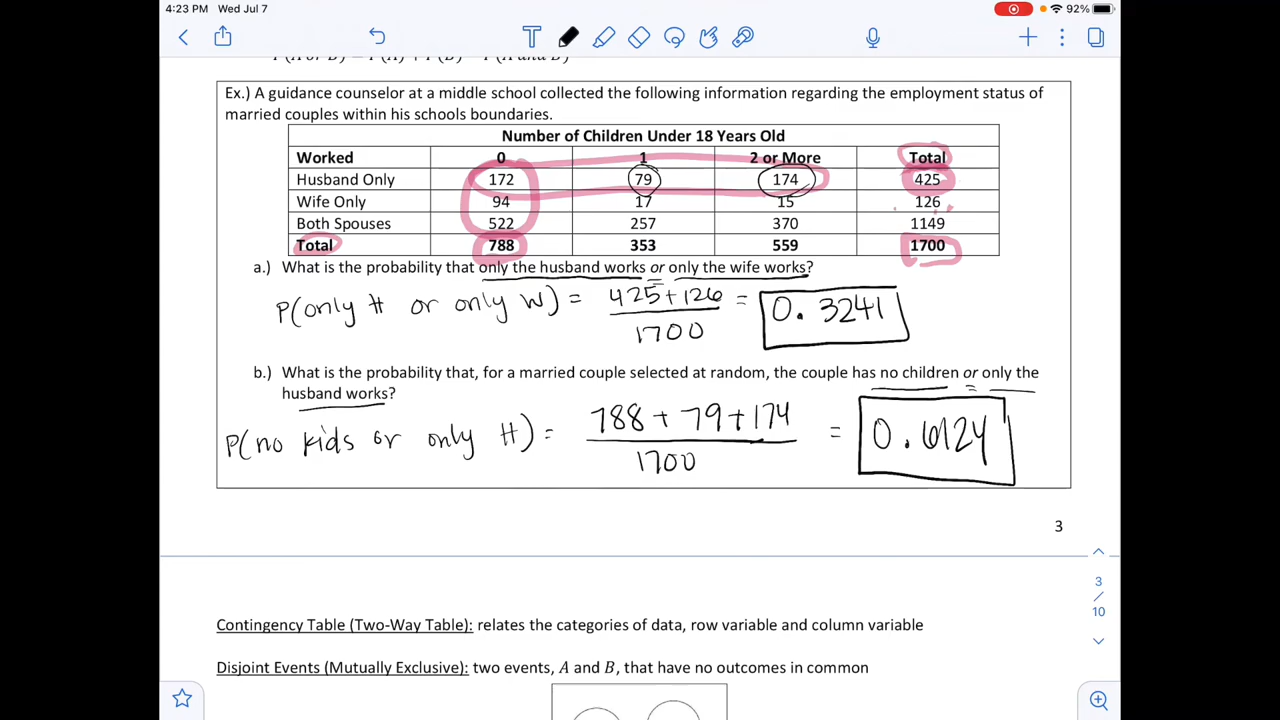 4:23 PM Wed Jul 7
92%
P(A or B) = P(A) + P(B) − P(A and B)
Ex.) A guidance counselor at a middle school collected the following information regarding the employment status of
married couples within his schools boundaries.
Number of Children Under 18 Years Old
Worked 0 1 2 or More Total
Husband Only 172 79 174 425
Wife Only 94 17 15 126
Both Spouses 522 257 370 1149
Total 788 353 559 1700
a.) What is the probability that only the husband works or only the wife works?
P(only H or only W) = 425+126 / 1700 = 0.3241
b.) What is the probability that, for a married couple selected at random, the couple has no children or only the
husband works?
P(no kids or only H) = 788 + 79 + 174 / 1700 = 0.6124
3
3
/
10
Contingency Table (Two-Way Table): relates the categories of data, row variable and column variable
Disjoint Events (Mutually Exclusive): two events, A and B, that have no outcomes in common